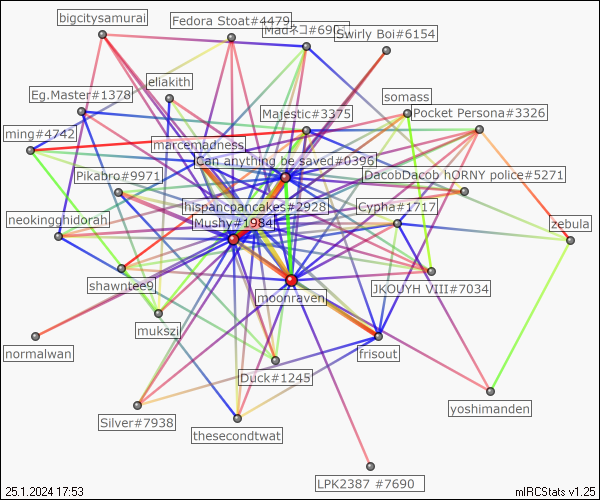 bigcitysamurai
Fedora Stoat#4479
Madネコ#690
Swirly Boi#6154
eliakith
Eg.Master#1378
somass
Majestic#3375
Pocket Persona#3326
ming#4742
marcemadness
Can anything be saved#0396
Pikabro#9971
DacobDacob hORNY police#5271
hispancpancakes#2928
Cypha#1717
neokingghidorah
Mushy#1984
zebula
shawntee9
JKOUYH VIII#7034
moonraven
mukszi
normalwan
frisout
Duck#1245
yoshimanden
Silver#7938
thesecondtwat
LPK2387 #7690
25.1.2024 17:53
mIRCStats v1.25